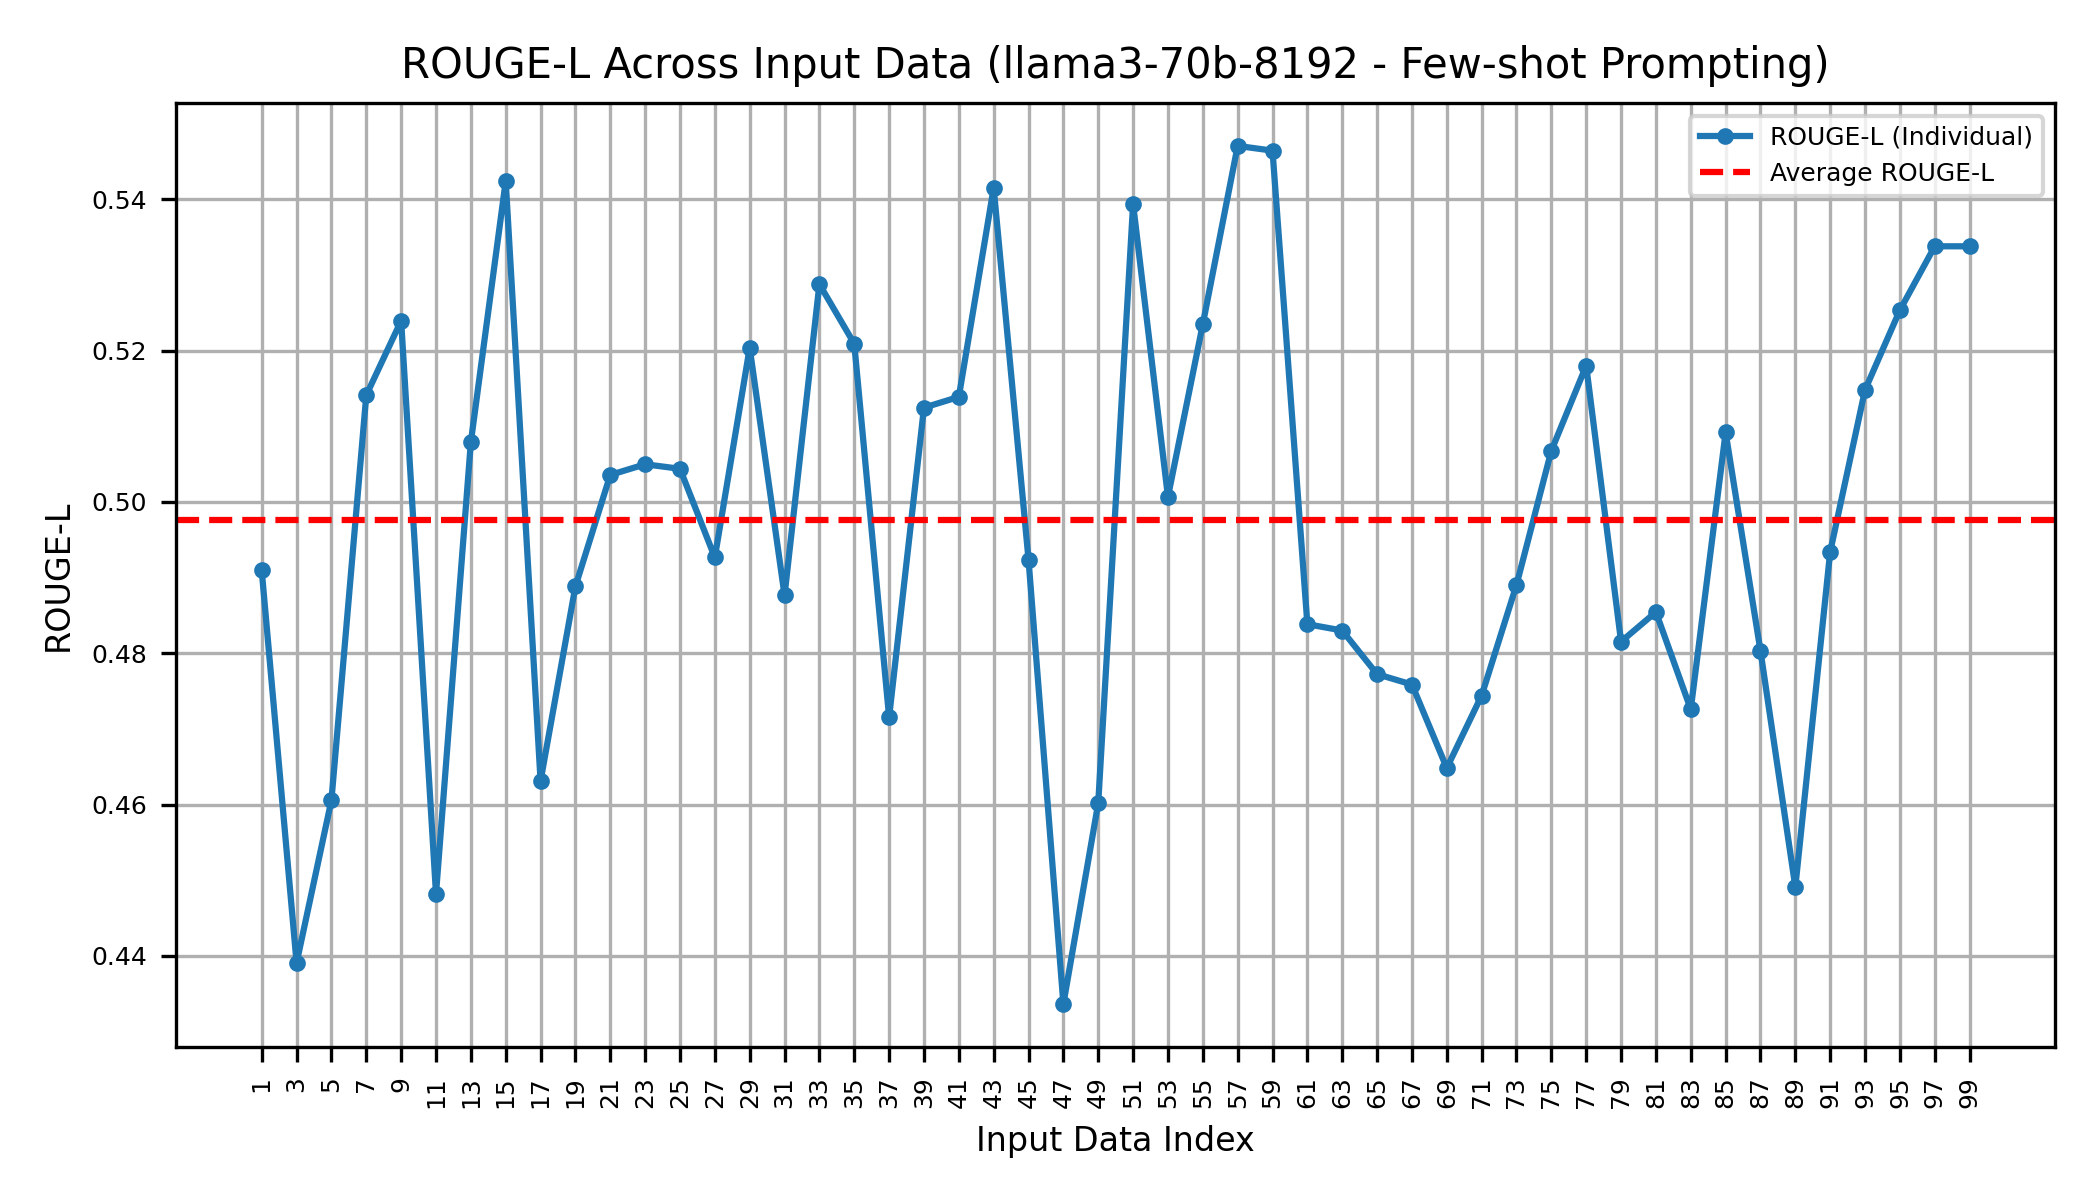 ROUGE-L Across Input Data (llama3-70b-8192 - Few-shot Prompting)
ROUGE-L (Individual)
Average ROUGE-L
ROUGE-L
0.54
0.52
0.50
0.48
0.46
0.44
1 3 5 7 9 11 13 15 17 19 21 23 25 27 29 31 33 35 37 39 41 43 45 47 49 51 53 55 57 59 61 63 65 67 69 71 73 75 77 79 81 83 85 87 89 91 93 95 97 99
Input Data Index